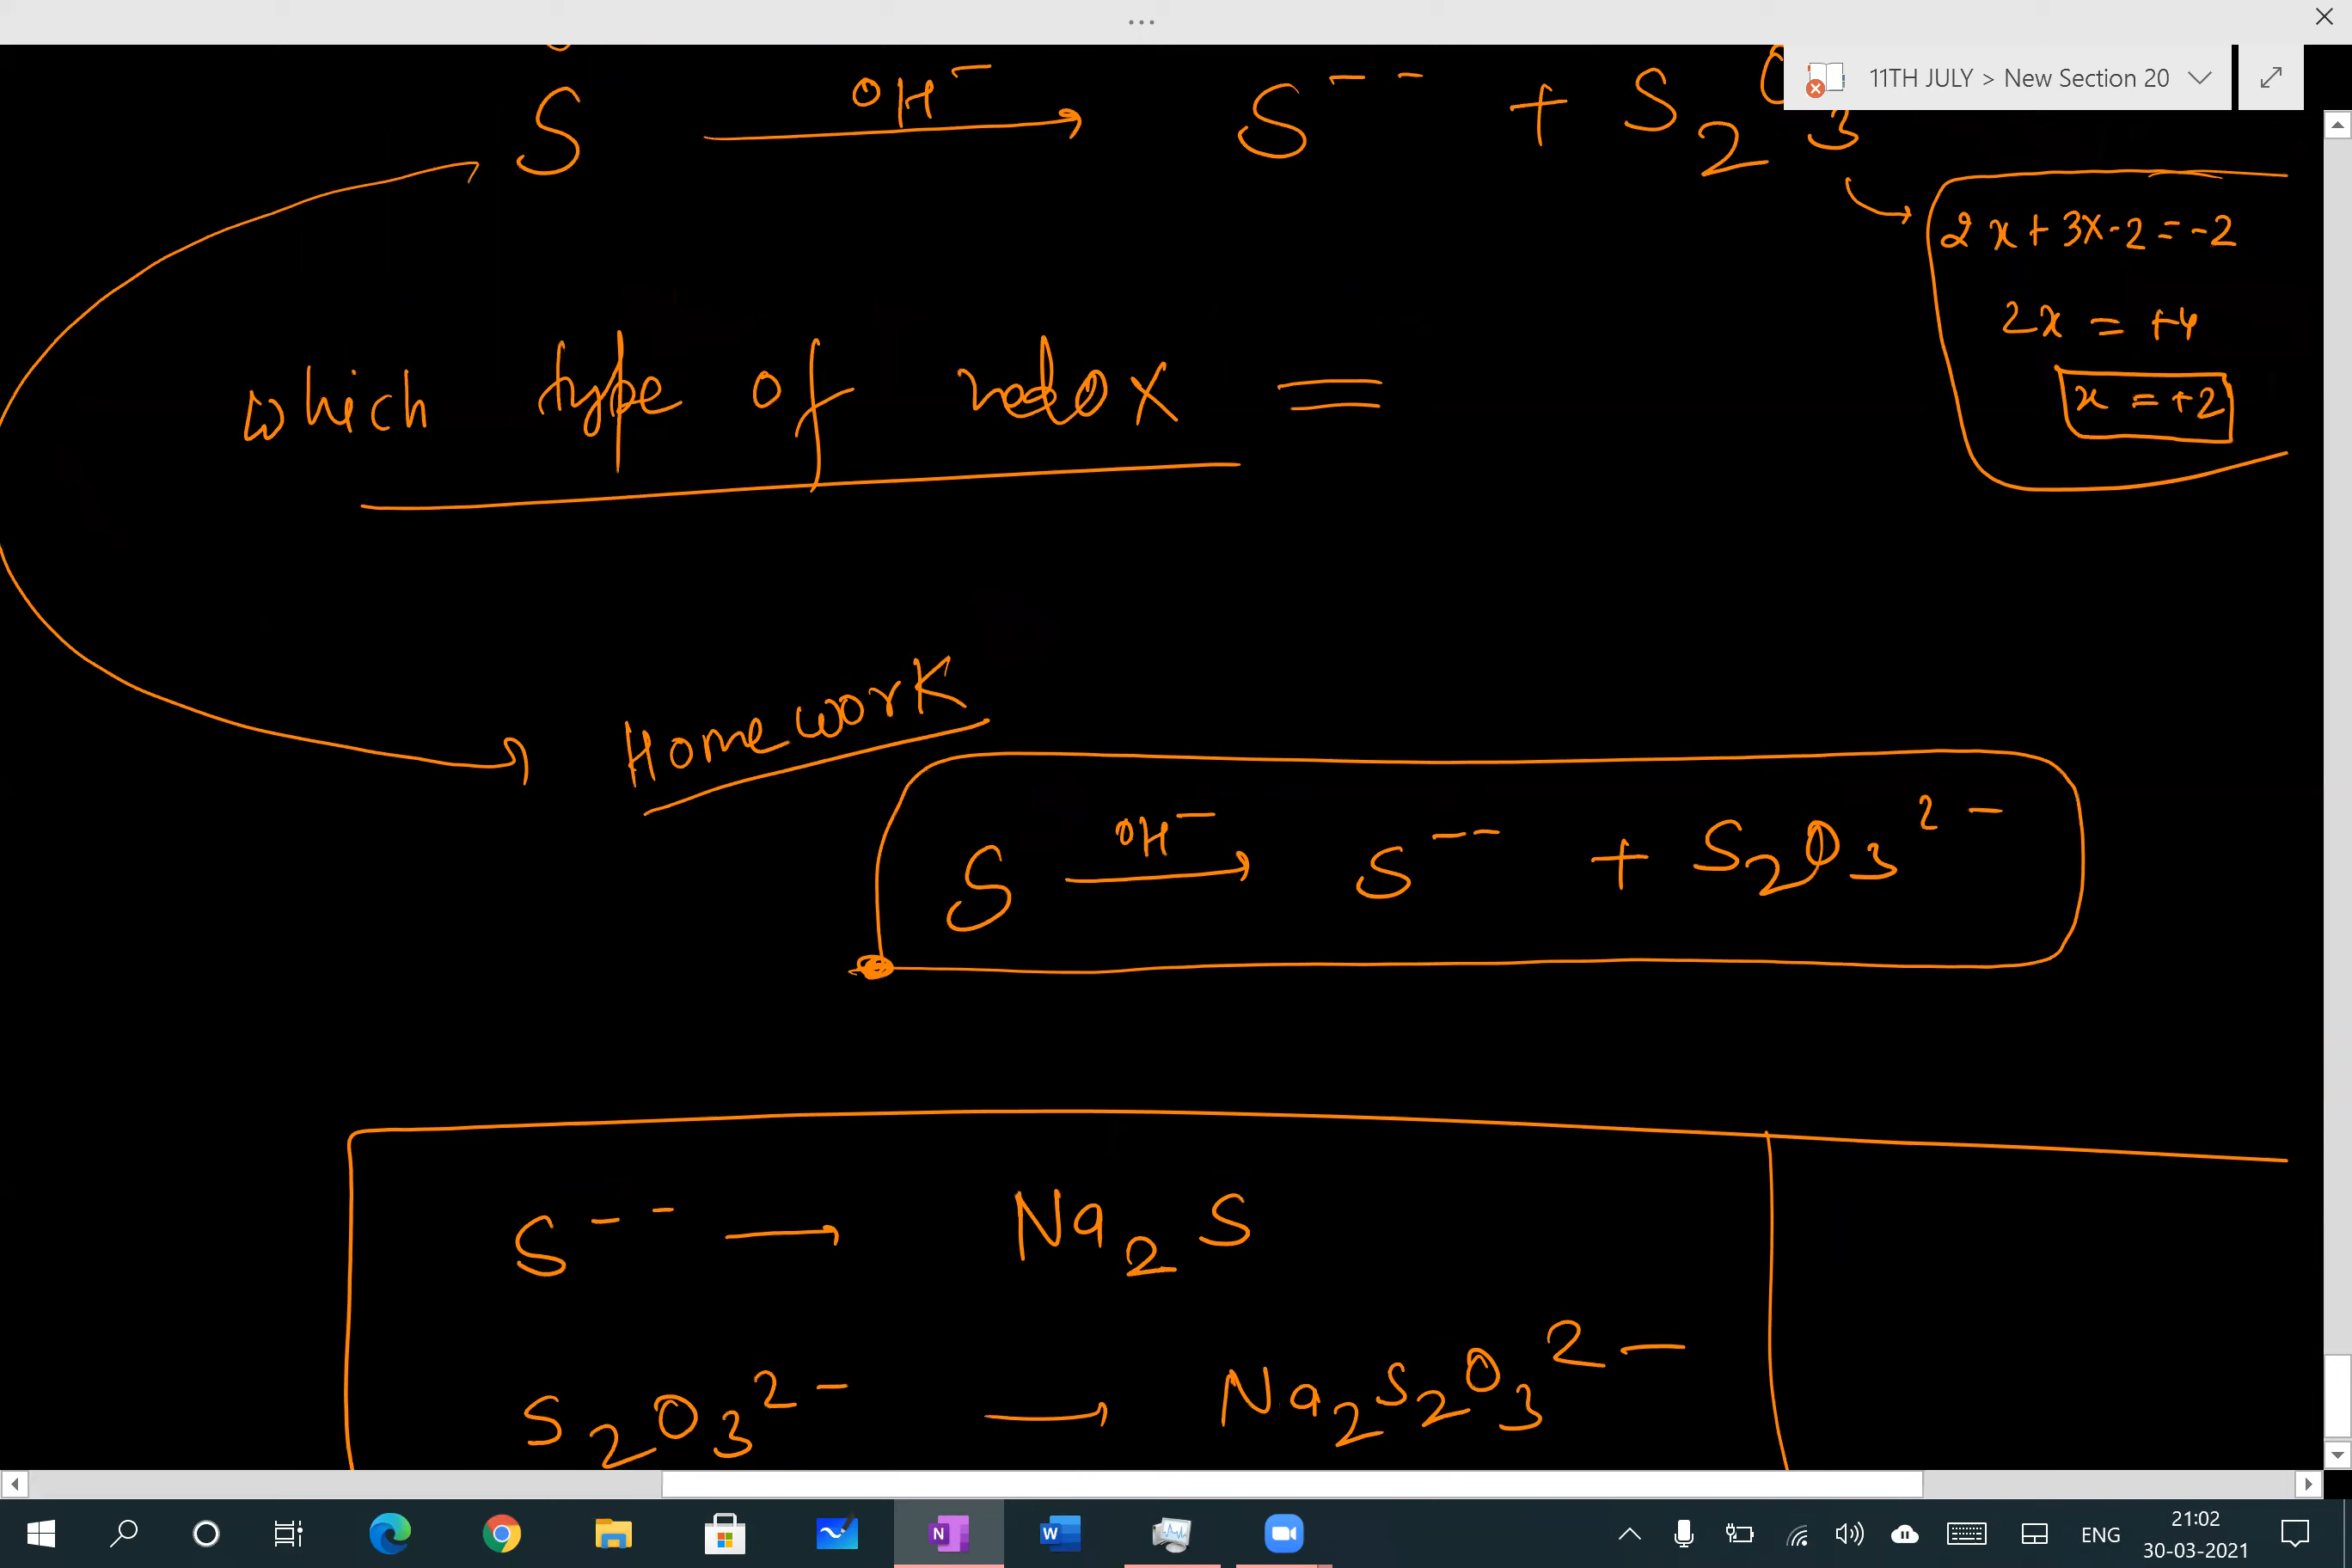 ...
11TH JULY > New Section 20
S OH⁻ → S⁻⁻ + S₂O₃
2x + 3x-2 = -2
2x = +4
x = +2
which type of redox =
Homework
S OH⁻ → S⁻⁻ + S₂O₃²⁻
S⁻⁻ → Na₂S
S₂O₃²⁻ → Na₂S₂O₃²⁻
ENG
21:02
30-03-2021